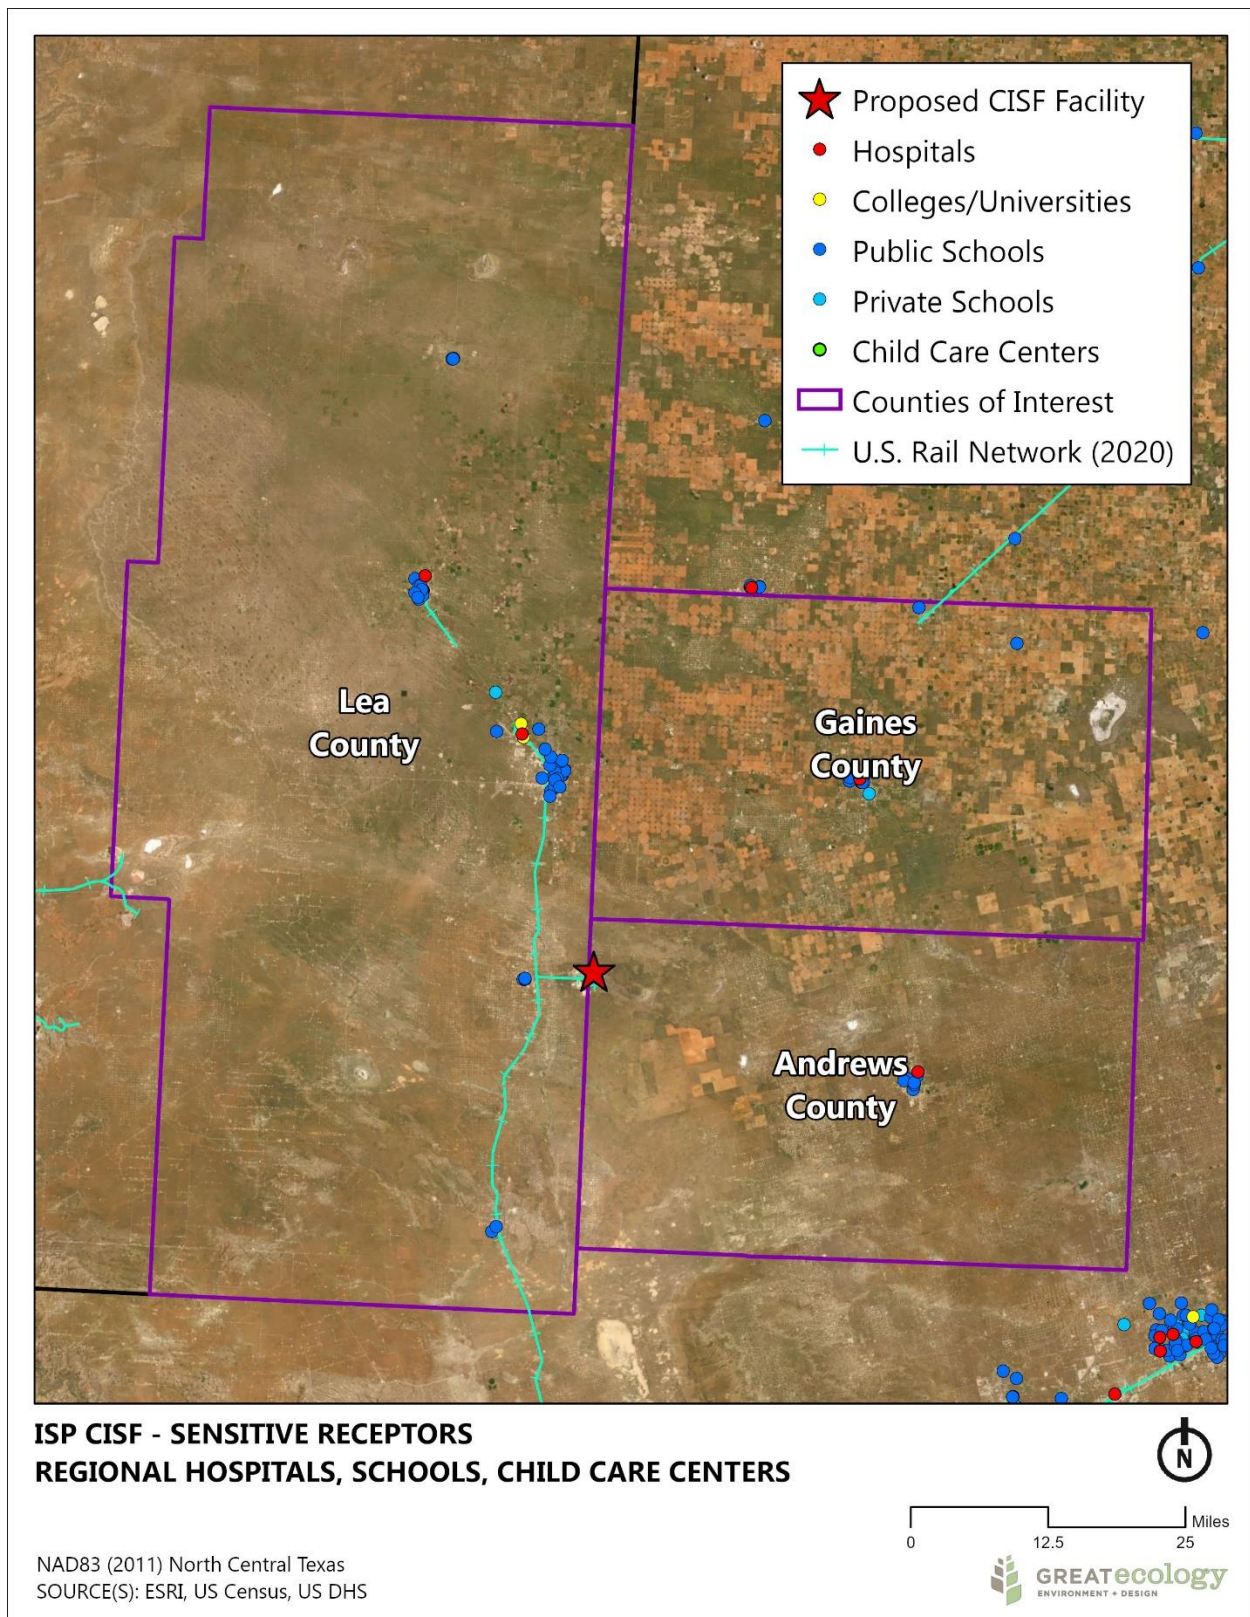 Proposed CISF Facility
Hospitals
Colleges/Universities
Public Schools
Private Schools
Child Care Centers
Counties of Interest
U.S. Rail Network (2020)
Lea
County
Gaines
County
Andrews
County
ISP CISF - SENSITIVE RECEPTORS
REGIONAL HOSPITALS, SCHOOLS, CHILD CARE CENTERS
N
Miles
0 12.5 25
NAD83 (2011) North Central Texas
SOURCE(S): ESRI, US Census, US DHS
GREATecology
ENVIRONMENT + DESIGN